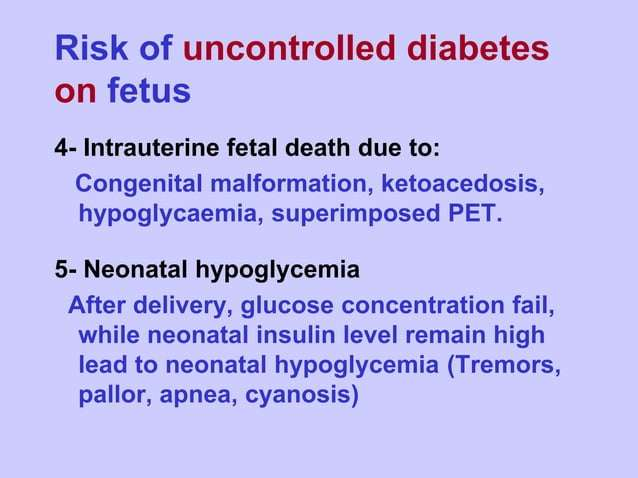 Risk of uncontrolled diabetes
on fetus
4- Intrauterine fetal death due to:
Congenital malformation, ketoacedosis,
hypoglycaemia, superimposed PET.
5- Neonatal hypoglycemia
After delivery, glucose concentration fail,
while neonatal insulin level remain high
lead to neonatal hypoglycemia (Tremors,
pallor, apnea, cyanosis)